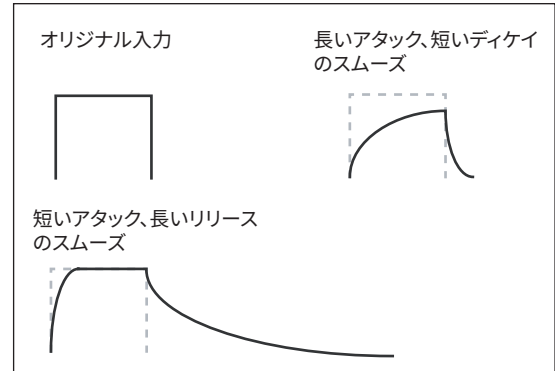 オリジナル入力
長いアタック、短いディケイ
のスムーズ
短いアタック、長いリリース
のスムーズ